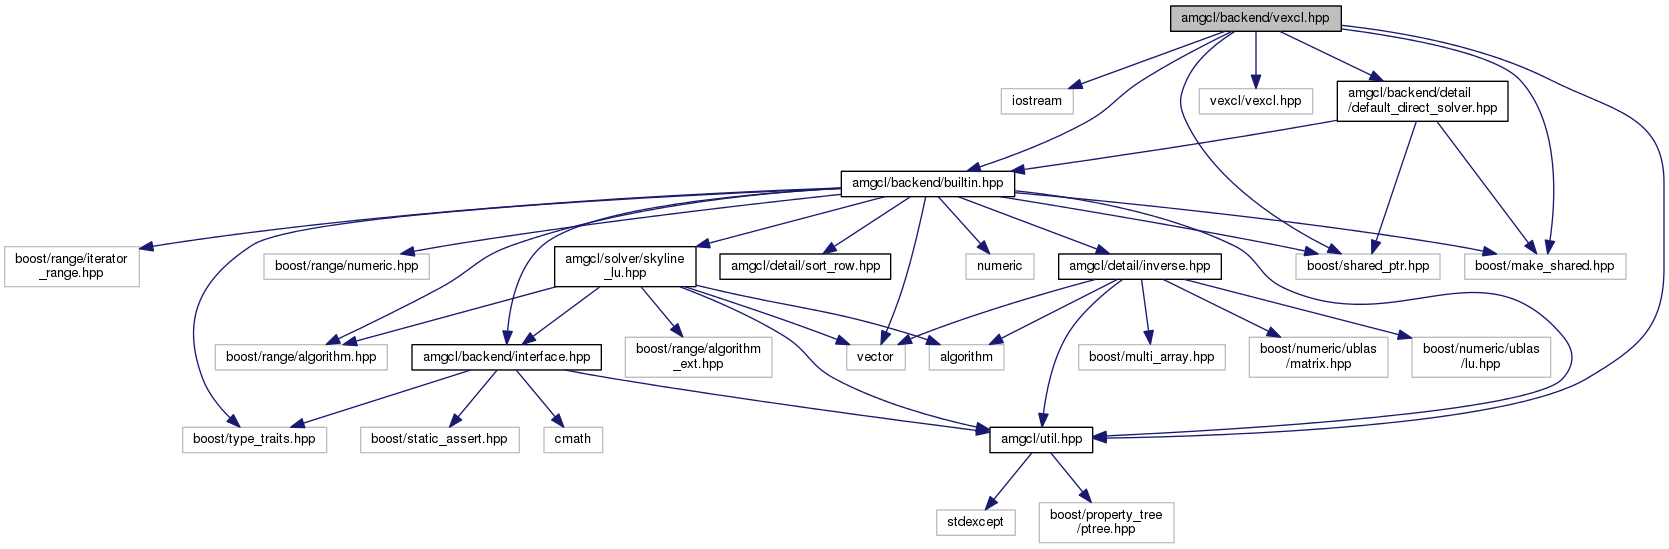 amgcl/backend/vexcl.hpp
iostream
vexcl/vexcl.hpp
amgcl/backend/detail
/default_direct_solver.hpp
amgcl/backend/builtin.hpp
boost/range/iterator
_range.hpp
boost/range/numeric.hpp
amgcl/solver/skyline
_lu.hpp
amgcl/detail/sort_row.hpp
numeric
amgcl/detail/inverse.hpp
boost/shared_ptr.hpp
boost/make_shared.hpp
boost/range/algorithm.hpp
amgcl/backend/interface.hpp
boost/range/algorithm
_ext.hpp
vector
algorithm
boost/multi_array.hpp
boost/numeric/ublas
/matrix.hpp
boost/numeric/ublas
/lu.hpp
boost/type_traits.hpp
boost/static_assert.hpp
cmath
amgcl/util.hpp
stdexcept
boost/property_tree
/ptree.hpp